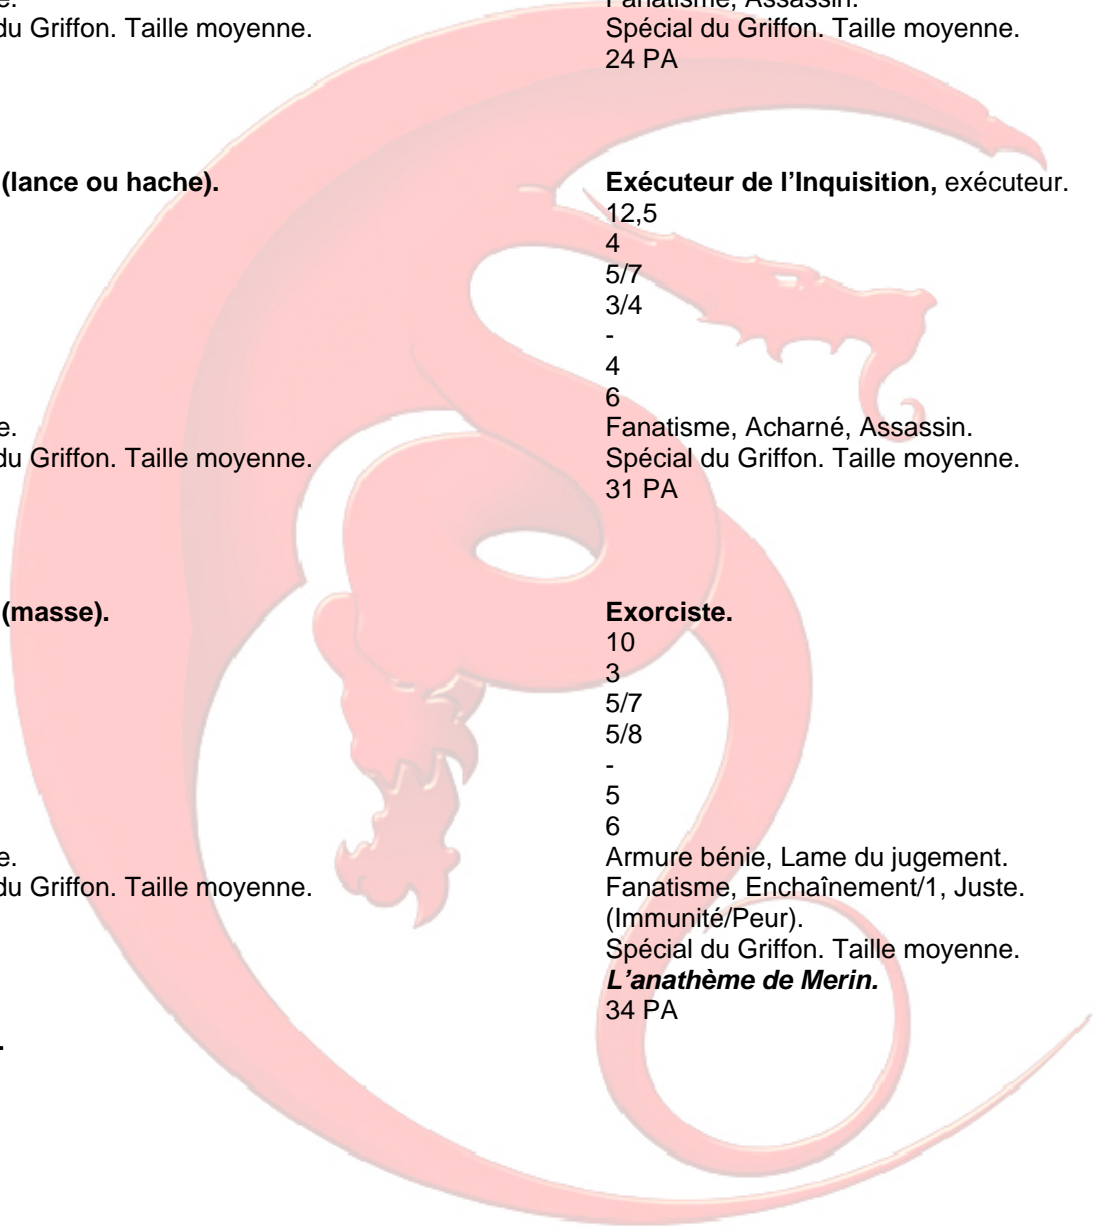 e.
du Griffon. Taille moyenne.
(lance ou hache).
e.
du Griffon. Taille moyenne.
(masse).
e.
du Griffon. Taille moyenne.
.
Fanatisme, Assassin.
Spécial du Griffon. Taille moyenne.
24 PA
Exécuteur de l’Inquisition, exécuteur.
12,5
4
5/7
3/4
-
4
6
Fanatisme, Acharné, Assassin.
Spécial du Griffon. Taille moyenne.
31 PA
Exorciste.
10
3
5/7
5/8
-
5
6
Armure bénie, Lame du jugement.
Fanatisme, Enchaînement/1, Juste.
(Immunité/Peur).
Spécial du Griffon. Taille moyenne.
L’anathème de Merin.
34 PA